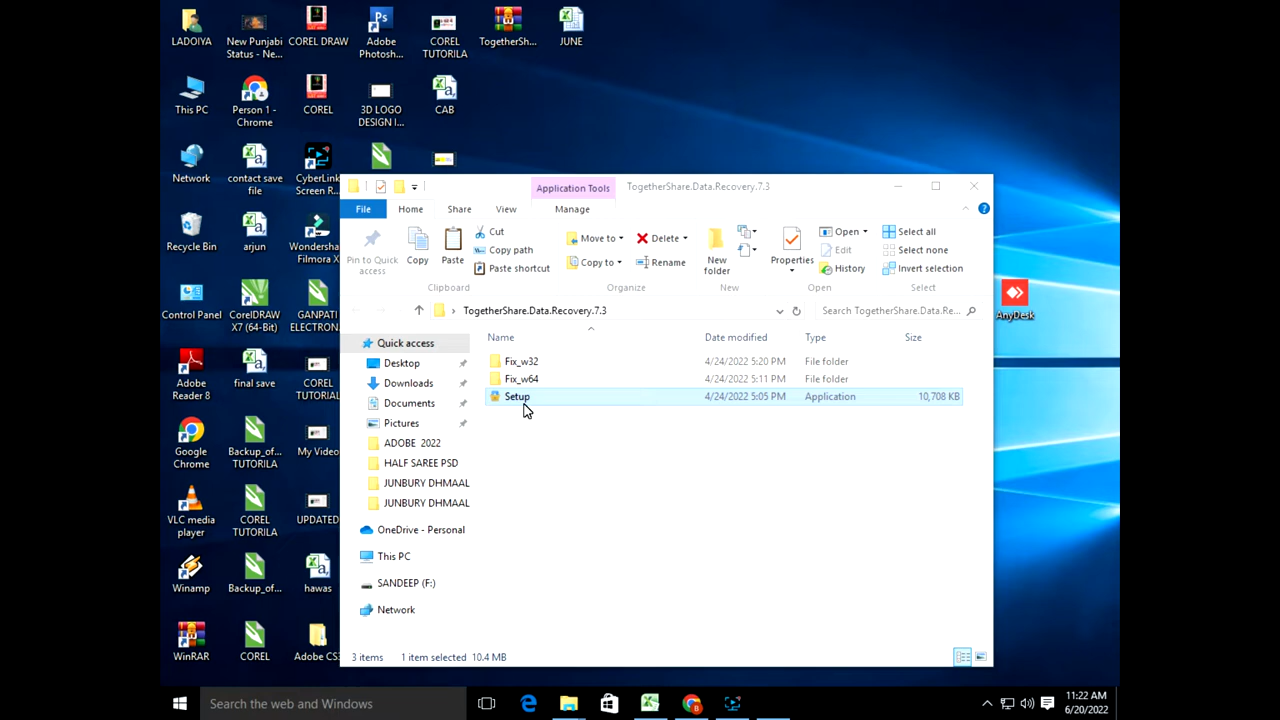 LADOIYA
New Punjabi
Status - Ne...
COREL DRAW
Adobe
Photosh...
COREL
TUTORILA
TogetherShr...
JUNE
This PC
Person 1 -
Chrome
COREL
3D LOGO
DESIGN I...
CAB
Network
contact save
file
CyberLink
Screen R...
Recycle Bin
arjun
Wondersha
Filmora X
Control Panel
CorelDRAW
X7 (64-Bit)
GANPATI
ELECTRON...
Adobe
Reader 8
final save
COREL
TUTORIAL
Google
Chrome
Backup_of...
TUTORILA
My Video
VLC media
player
COREL
TUTORILA
UPDATED
Winamp
Backup_of...
hawas
WinRAR
COREL
Adobe CS3
AnyDesk
Application Tools
TogetherShare.Data.Recovery.7.3
File
Home
Share
View
Manage
Pin to Quick
access
Copy
Paste
Cut
Copy path
Paste shortcut
Clipboard
Move to
Copy to
Delete
Rename
Organize
New
folder
New
Properties
Open
Edit
History
Open
Select all
Select none
Invert selection
Select
TogetherShare.Data.Recovery.7.3
Search TogetherShare.Data.Re...
Quick access
Desktop
Downloads
Documents
Pictures
ADOBE 2022
HALF SAREE PSD
JUNBURY DHMAAL
JUNBURY DHMAAL
OneDrive - Personal
This PC
SANDEEP (F:)
Network
Name Date modified Type Size
Fix_w32 4/24/2022 5:20 PM File folder
Fix_w64 4/24/2022 5:11 PM File folder
Setup 4/24/2022 5:05 PM Application 10,708 KB
3 items 1 item selected 10.4 MB
Search the web and Windows
11:22 AM
6/20/2022